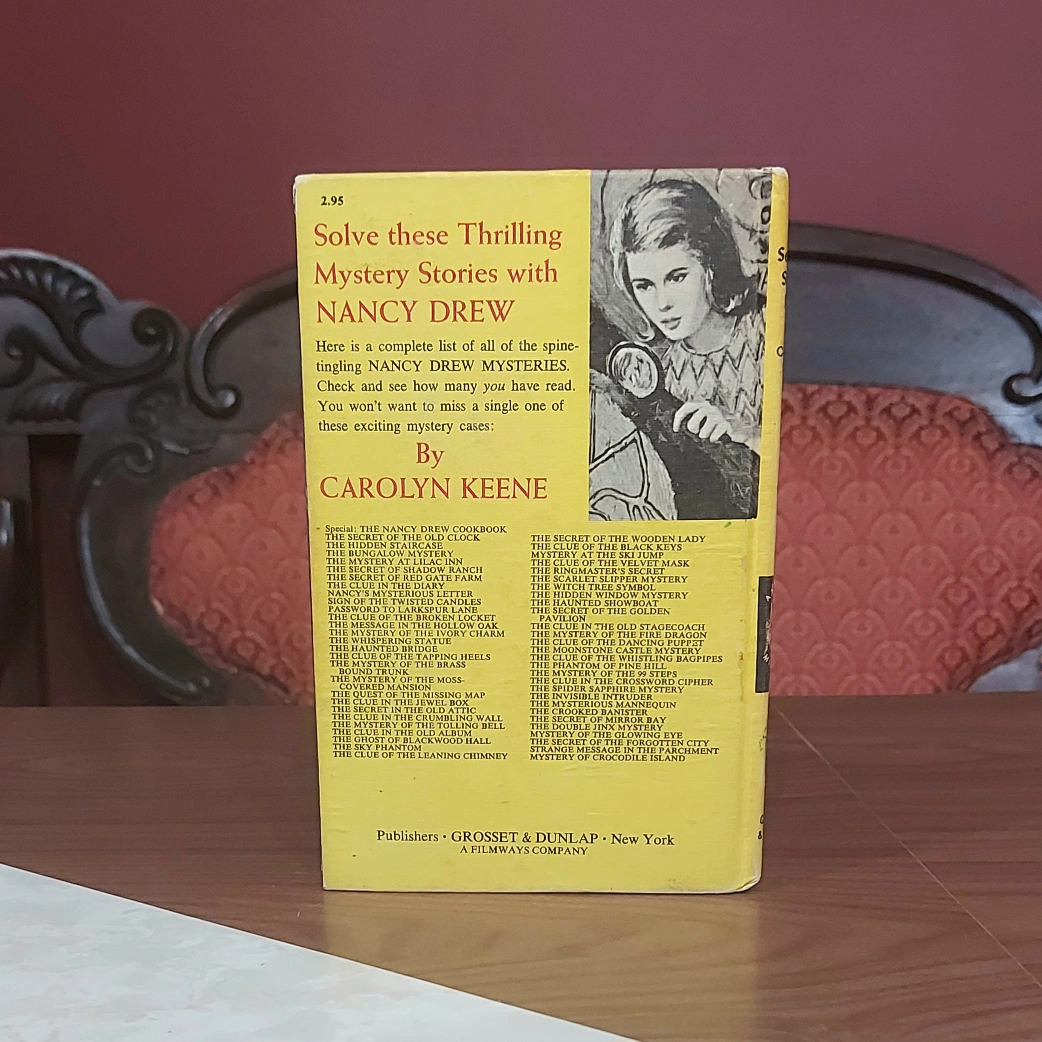 2.95
Solve these Thrilling
Mystery Stories with
NANCY DREW
Here is a complete list of all of the spine-
tingling NANCY DREW MYSTERIES.
Check and see how many you have read.
You won't want to miss a single one of
these exciting mystery cases:
By
CAROLYN KEENE
Special: THE NANCY DREW COOKBOOK
THE SECRET OF THE OLD CLOCK
THE HIDDEN STAIRCASE
THE BUNGALOW MYSTERY
THE MYSTERY AT LILAC INN
THE SECRET OF SHADOW RANCH
THE SECRET OF RED GATE FARM
THE CLUE IN THE DIARY
NANCY'S MYSTERIOUS LETTER
SIGN OF THE TWISTED CANDLES
PASSWORD TO LARKSPUR LANE
THE CLUE OF THE BROKEN LOCKET
THE MESSAGE IN THE HOLLOW OAK
THE MYSTERY OF THE IVORY CHARM
THE WHISPERING STATUE
THE HAUNTED BRIDGE
THE CLUE OF THE TAPPING HEELS
THE MYSTERY OF THE BRASS
BOUND TRUNK
THE MYSTERY OF THE MOSS-
COVERED MANSION
THE QUEST OF THE MISSING MAP
THE CLUE IN THE JEWEL BOX
THE SECRET IN THE OLD ATTIC
THE CLUE IN THE CRUMBLING WALL
THE MYSTERY OF THE TOLLING BELL
THE CLUE IN THE OLD ALBUM
THE GHOST OF BLACKWOOD HALL
THE SKY PHANTOM
THE CLUE OF THE LEANING CHIMNEY
THE SECRET OF THE WOODEN LADY
THE CLUE OF THE BLACK KEYS
MYSTERY AT THE SKI JUMP
THE CLUE OF THE VELVET MASK
THE RINGMASTER'S SECRET
THE SCARLET SLIPPER MYSTERY
THE WITCH TREE SYMBOL
THE HIDDEN WINDOW MYSTERY
THE HAUNTED SHOWBOAT
THE SECRET OF THE GOLDEN
PAVILION
THE CLUE IN THE OLD STAGECOACH
THE MYSTERY OF THE FIRE DRAGON
THE CLUE OF THE DANCING PUPPET
THE MOONSTONE CASTLE MYSTERY
THE CLUE OF THE WHISTLING BAGPIPES
THE PHANTOM OF PINE HILL
THE MYSTERY OF THE 99 STEPS
THE CLUE IN THE CROSSWORD CIPHER
THE SPIDER SAPPHIRE MYSTERY
THE INVISIBLE INTRUDER
THE MYSTERIOUS MANNEQUIN
THE CROOKED BANISTER
THE SECRET OF MIRROR BAY
THE DOUBLE JINX MYSTERY
MYSTERY OF THE GLOWING EYE
THE SECRET OF THE FORGOTTEN CITY
STRANGE MESSAGE IN THE PARCHMENT
MYSTERY OF CROCODILE ISLAND
Publishers · GROSSET & DUNLAP · New York
A FILMWAYS COMPANY